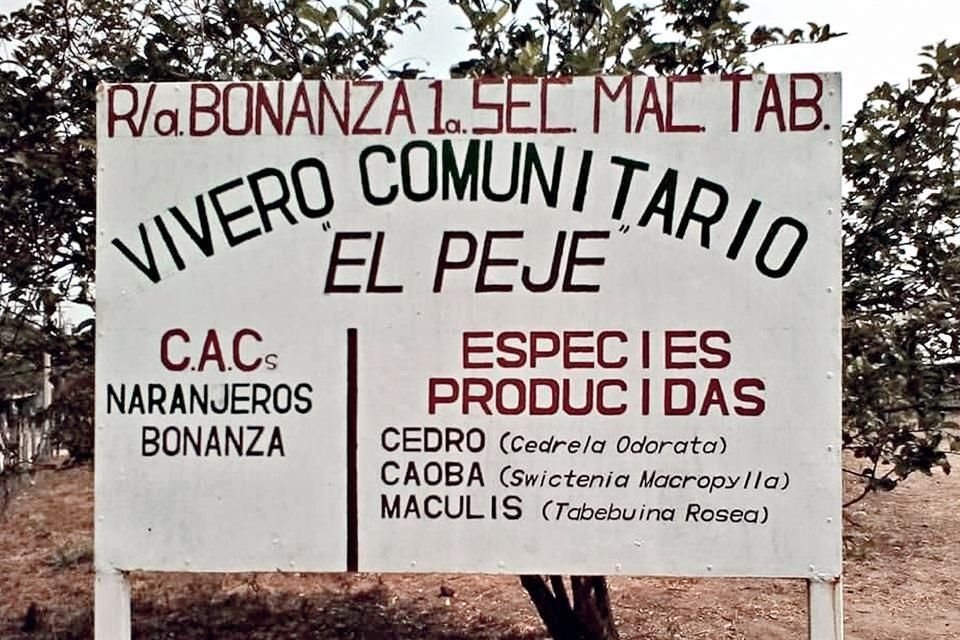 R/a. BONANZA 1a. SEC. MAC. TAB.
VIVERO COMUNITARIO
"EL PEJE"
C.A.Cs
NARANJEROS
BONANZA
ESPECIES
PRODUCIDAS
CEDRO (Cedrela Odorata)
CAOBA (Swictenia Macropylla)
MACULIS (Tabebuina Rosea)